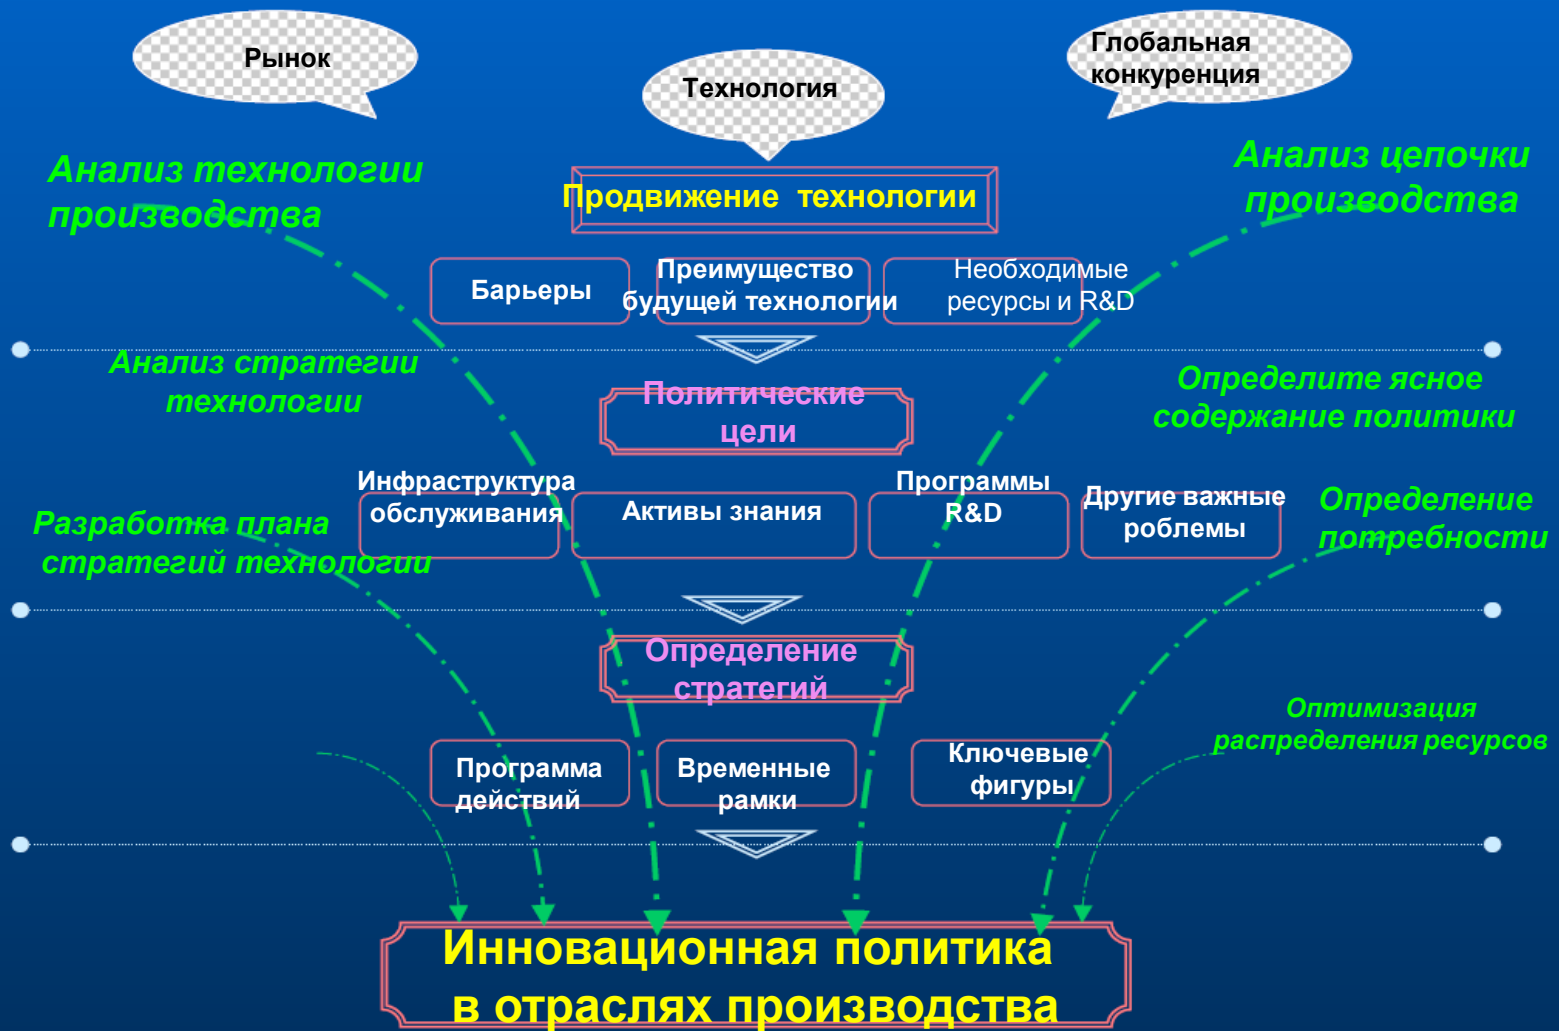 Рынок
Технология
Глобальная
конкуренция
Анализ технологии
производства
Продвижение технологии
Анализ цепочки
производства
Барьеры
Преимущество
будущей технологии
Необходимые
ресурсы и R&D
Анализ стратегии
технологии
Политические
цели
Определите ясное
содержание политики
Инфраструктура
обслуживания
Активы знания
Программы
R&D
Другие важные
роблемы
Определение
потребности
Разработка плана
стратегий технологии
Определение
стратегий
Оптимизация
распределения ресурсов
Программа
действий
Временные
рамки
Ключевые
фигуры
Инновационная политика
в отраслях производства